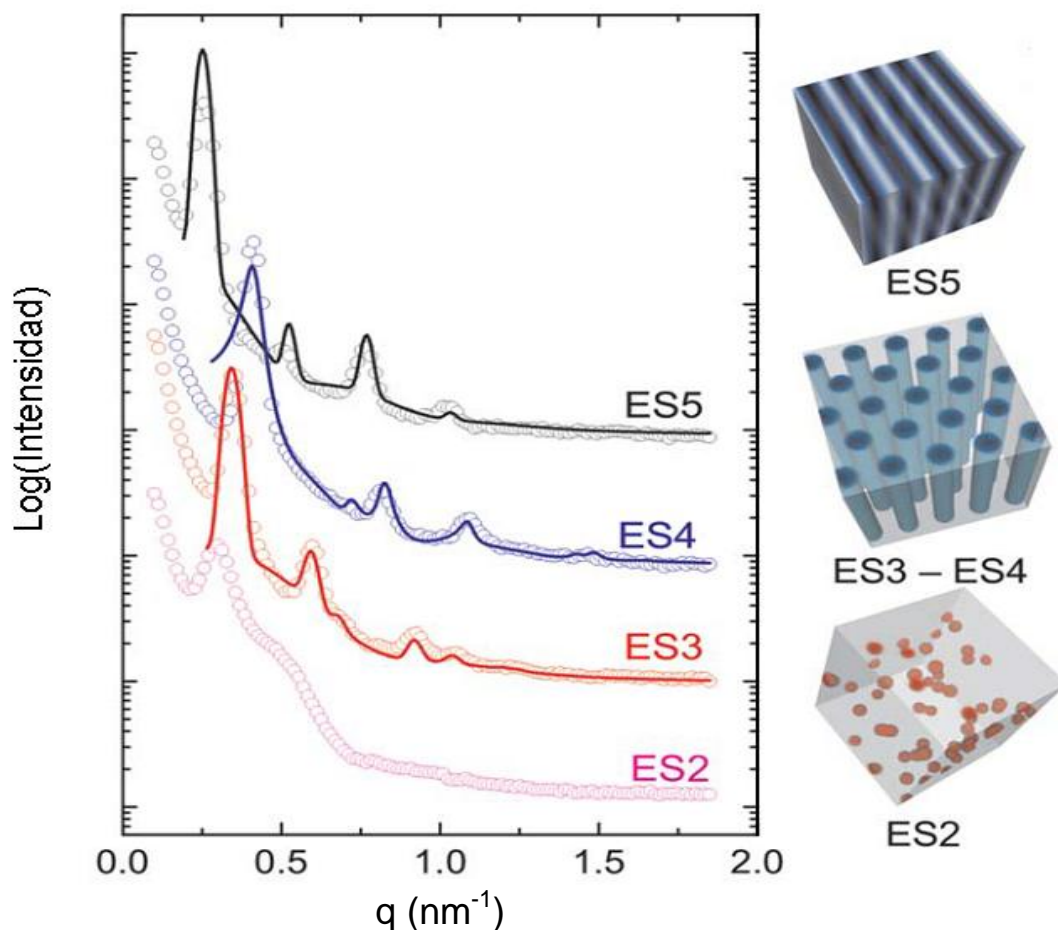 Log(Intensidad)
ES5
ES4
ES3
ES2
0.0 0.5 1.0 1.5 2.0
q (nm⁻¹)
ES5
ES3 – ES4
ES2